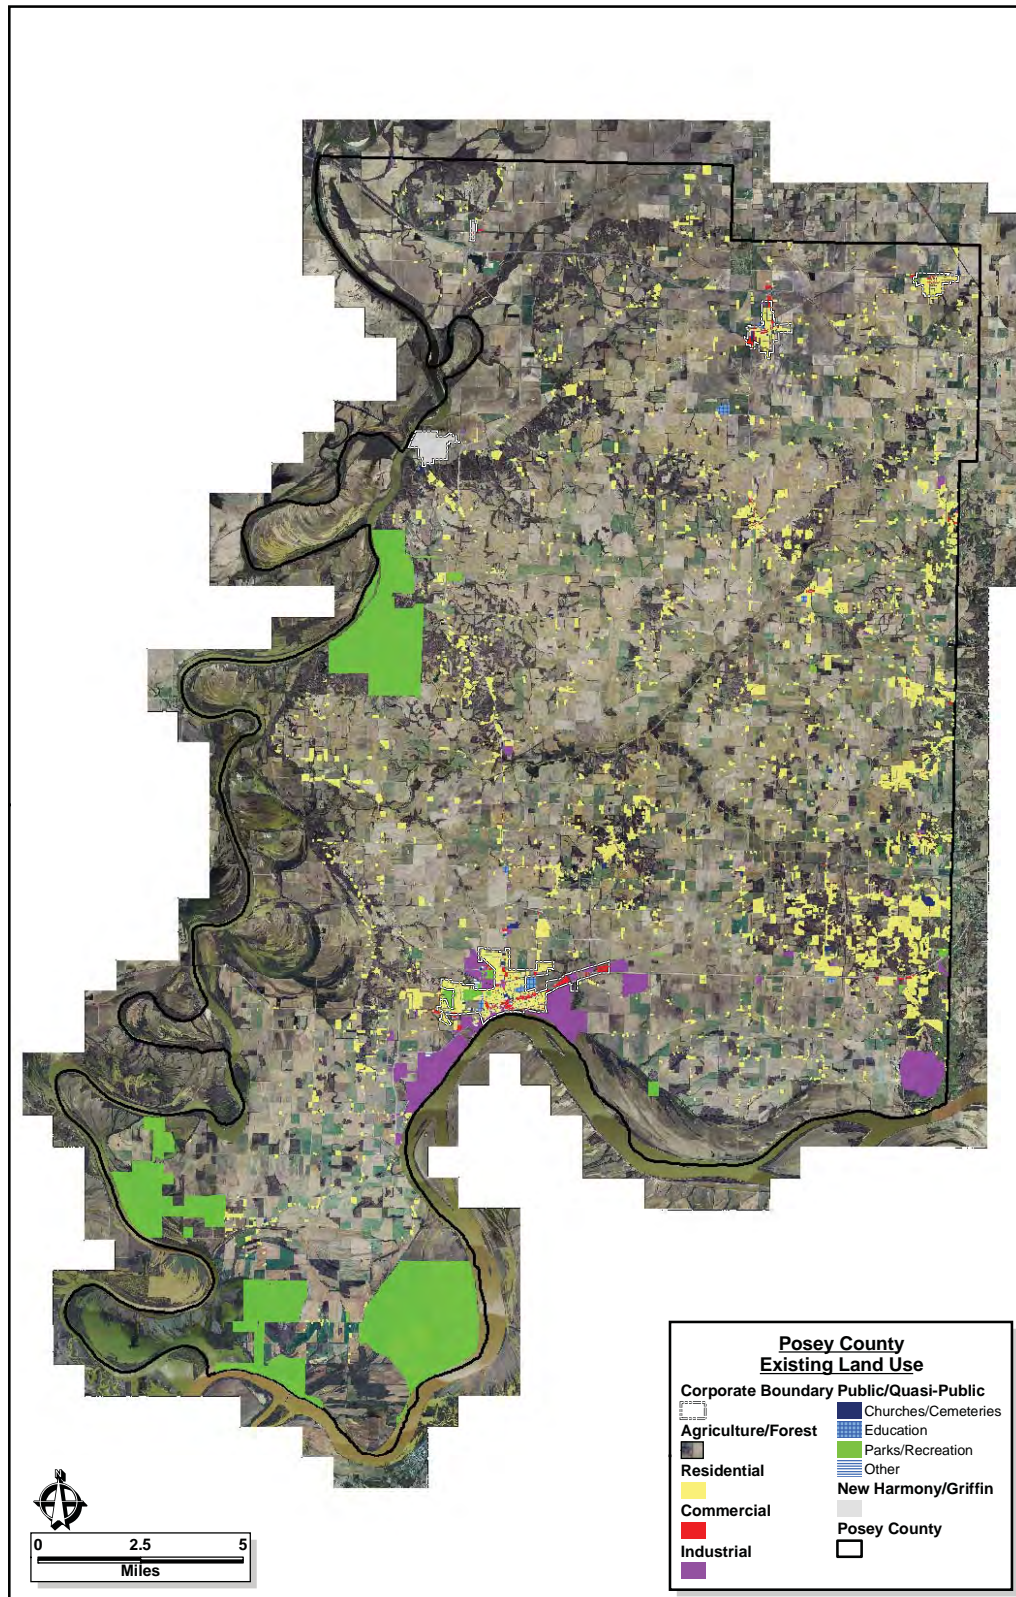 Posey County
Existing Land Use
Corporate Boundary
Agriculture/Forest
Residential
Commercial
Industrial
Public/Quasi-Public
Churches/Cemeteries
Education
Parks/Recreation
Other
New Harmony/Griffin
Posey County
N
0 2.5 5
Miles